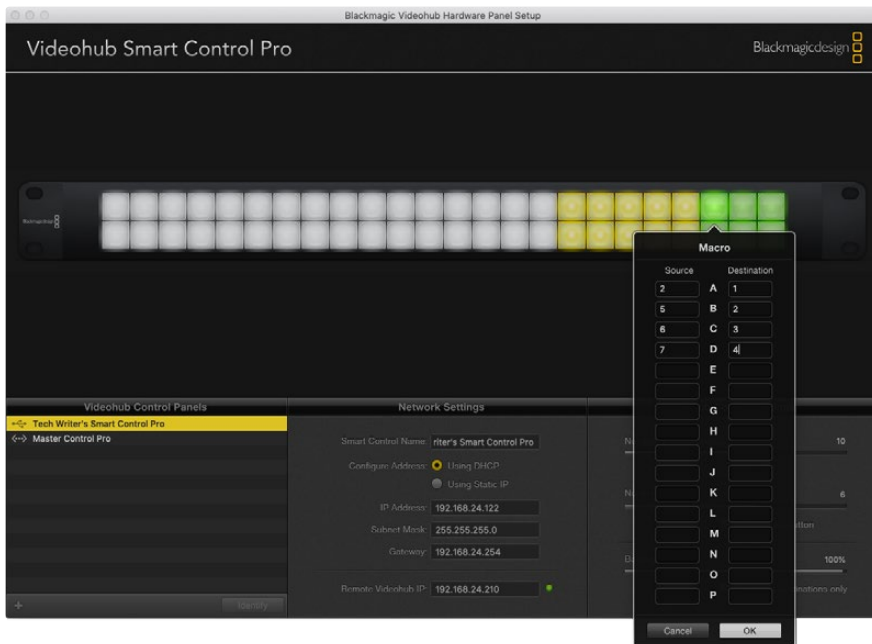 Blackmagic Videohub Hardware Panel Setup
Videohub Smart Control Pro
Blackmagicdesign
Macro
Source Destination
2 A 1
5 B 2
6 C 3
7 D 4
E
F
G
H
I
J
K
L
M
N
O
P
Cancel OK
Videohub Control Panels
Tech Writer's Smart Control Pro
Master Control Pro
Identify
Network Settings
Smart Control Name: riter's Smart Control Pro
Configure Address: Using DHCP
Using Static IP
IP Address: 192.168.24.122
Subnet Mask: 255.255.255.0
Gateway: 192.168.24.254
Remote Videohub IP: 192.168.24.210
10
6
100%